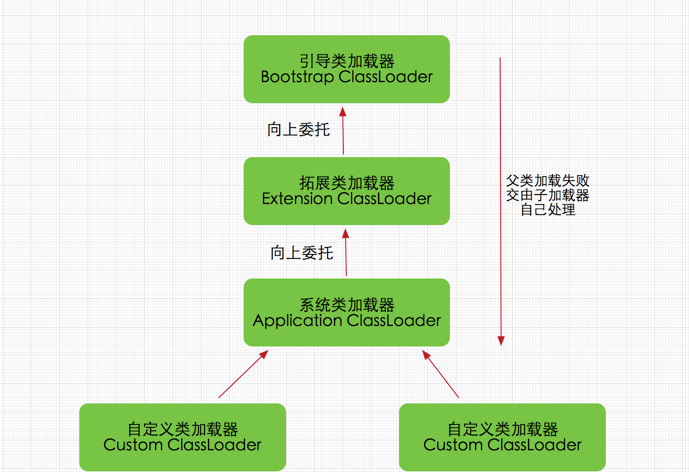 引导类加载器
Bootstrap ClassLoader
向上委托
拓展类加载器
Extension ClassLoader
父类加载失败
交由子加载器
自己处理
向上委托
系统类加载器
Application ClassLoader
自定义类加载器
Custom ClassLoader
自定义类加载器
Custom ClassLoader